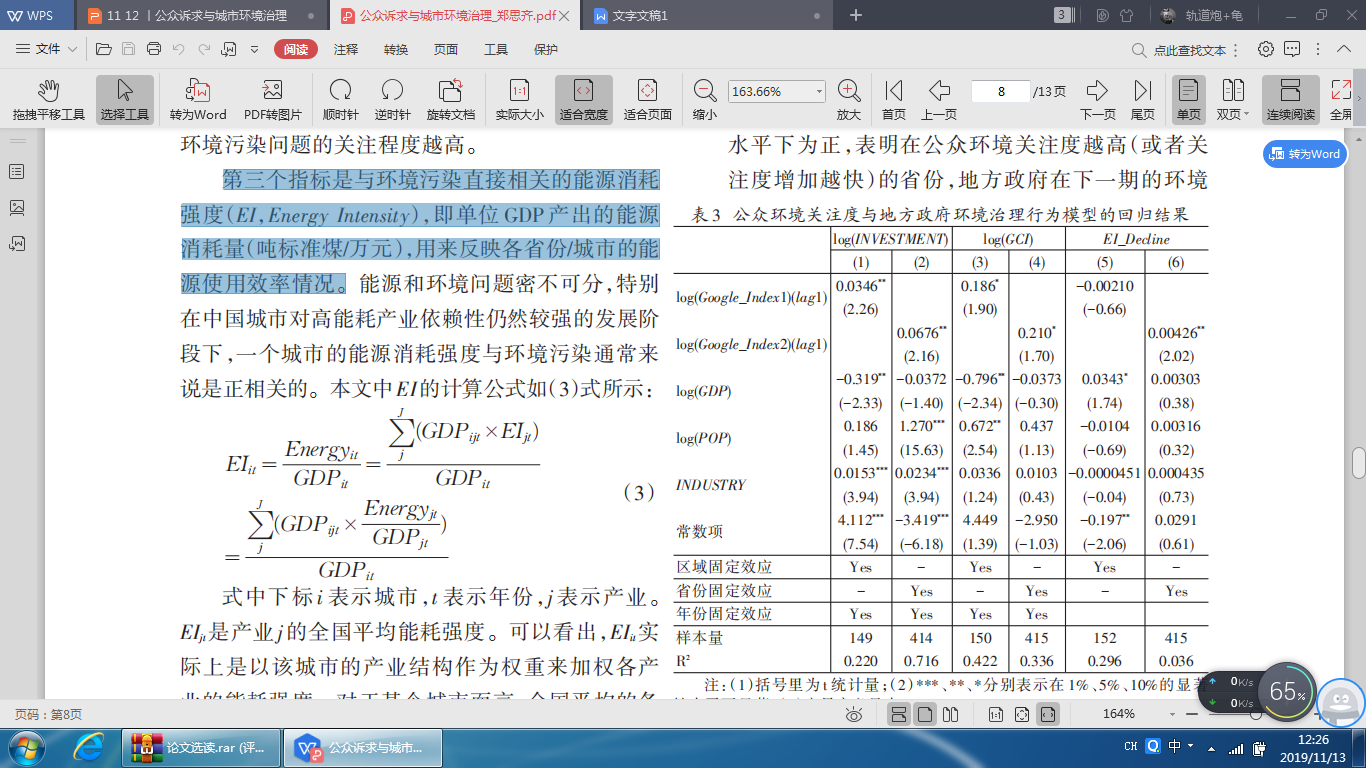 WPS
11 12 丨公众诉求与城市环境治理
公众诉求与城市环境治理_郑思齐.pdf
文字文稿1
3
轨道炮+龟
文件
阅读
注释
转换
页面
工具
保护
点此查找文本
拖拽平移工具
选择工具
转为Word
PDF转图片
顺时针
逆时针
旋转文档
实际大小
适合宽度
适合页面
缩小
163.66%
放大
首页
上一页
8
/13页
下一页
尾页
单页
双页
连续阅读
全屏
转为Word
环境污染问题的关注程度越高。
第三个指标是与环境污染直接相关的能源消耗
强度(EI,Energy Intensity),即单位GDP产出的能源
消耗量(吨标准煤/万元),用来反映各省份/城市的能
源使用效率情况。能源和环境问题密不可分,特别
在中国城市对高能耗产业依赖性仍然较强的发展阶
段下,一个城市的能源消耗强度与环境污染通常来
说是正相关的。本文中EI的计算公式如(3)式所示:
EI_it = Energy_it / GDP_it = ∑_j^J (GDP_ijt × EI_jt) / GDP_it
= ∑_j^J (GDP_ijt × Energy_jt / GDP_jt) / GDP_it
(3)
式中下标i表示城市,t表示年份,j表示产业。
EI_jt是产业j的全国平均能耗强度。可以看出,EI_it实
际上是以该城市的产业结构作为权重来加权各产
水平下为正,表明在公众环境关注度越高(或者关
注度增加越快)的省份,地方政府在下一期的环境
表3 公众环境关注度与地方政府环境治理行为模型的回归结果
log(INVESTMENT) log(GCI) EI_Decline
(1) (2) (3) (4) (5) (6)
log(Google_Index1)(lag1) 0.0346** 0.186* −0.00210
(2.26) (1.90) (−0.66)
log(Google_Index2)(lag1) 0.0676** 0.210* 0.00426**
(2.16) (1.70) (2.02)
log(GDP) −0.319** −0.0372 −0.796** −0.0373 0.0343* 0.00303
(−2.33) (−1.40) (−2.34) (−0.30) (1.74) (0.38)
log(POP) 0.186 1.270*** 0.672** 0.437 −0.0104 0.00316
(1.45) (15.63) (2.54) (1.13) (−0.69) (0.32)
INDUSTRY 0.0153*** 0.0234*** 0.0336 0.0103 −0.0000451 0.000435
(3.94) (3.94) (1.24) (0.43) (−0.04) (0.73)
常数项 4.112*** −3.419*** 4.449 −2.950 −0.197** 0.0291
(7.54) (−6.18) (1.39) (−1.03) (−2.06) (0.61)
区域固定效应 Yes − Yes − Yes −
省份固定效应 − Yes − Yes − Yes
年份固定效应 Yes Yes Yes Yes
样本量 149 414 150 415 152 415
R² 0.220 0.716 0.422 0.336 0.296 0.036
注:(1)括号里为t统计量;(2)***、**、*分别表示在1%、5%、10%的显著
0K/s
0K/s
65%
页码:第8页
164%
论文选读.rar (评...
公众诉求与城市...
CH
中
12:26
2019/11/13